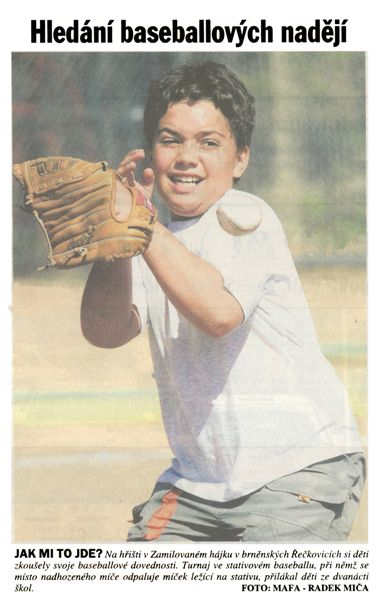 Hledání baseballových nadějí
JAK MI TO JDE? Na hřišti v Zamilovaném hájku v brněnských Řečkovicích si děti
zkoušely svoje baseballové dovednosti. Turnaj ve stativovém baseballu, při němž se
místo nadhozeného míče odpaluje míček ležící na stativu, přilákal děti ze dvanácti
škol. FOTO: MAFA - RADEK MIČA